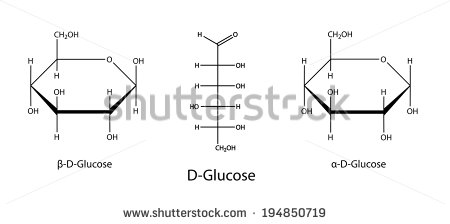 CH₂OH
H O OH
H
OH H
OH H
H OH
β-D-Glucose
H O
H OH
H OH
HO H
H OH
CH₂OH
D-Glucose
CH₂OH
H O H
H
OH H
OH OH
H OH
α-D-Glucose
shutterstock
www.shutterstock.com · 194850719